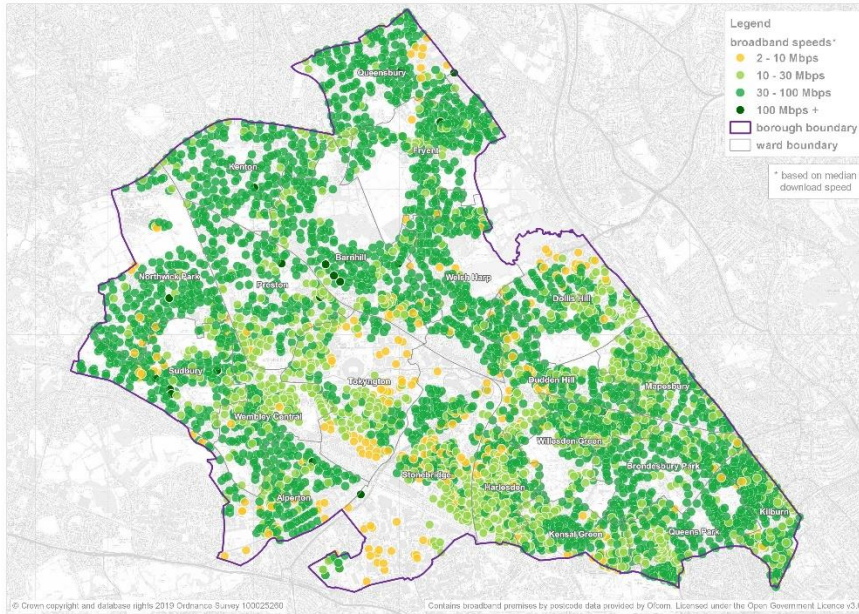 Legend
broadband speeds*
2 - 10 Mbps
10 - 30 Mbps
30 - 100 Mbps
100 Mbps +
borough boundary
ward boundary
* based on median
download speed
Queensbury
Fryent
Kenton
Barnhill
Northwick Park
Preston
Welsh Harp
Dollis Hill
Sudbury
Tokyngton
Dudden Hill
Mapesbury
Wembley Central
Willesden Green
Stonebridge
Brondesbury Park
Alperton
Harlesden
Kilburn
Kensal Green
Queens Park
© Crown copyright and database rights 2019 Ordnance Survey 100025260
Contains broadband premises by postcode data provided by Ofcom. Licensed under the Open Government Licence